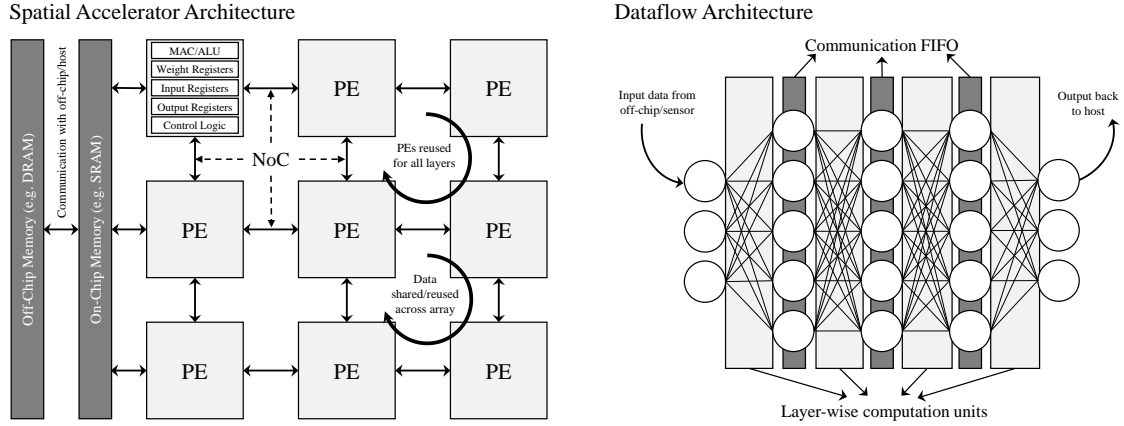 Spatial Accelerator Architecture
Off-Chip Memory (e.g. DRAM)
Communication with off-chip/host
On-Chip Memory (e.g. SRAM)
MAC/ALU
Weight Registers
Input Registers
Output Registers
Control Logic
PE
PE
NoC
PEs reused
for all layers
PE
PE
PE
Data
shared/reused
across array
PE
PE
PE
Dataflow Architecture
Communication FIFO
Input data from
off-chip/sensor
Output back
to host
Layer-wise computation units